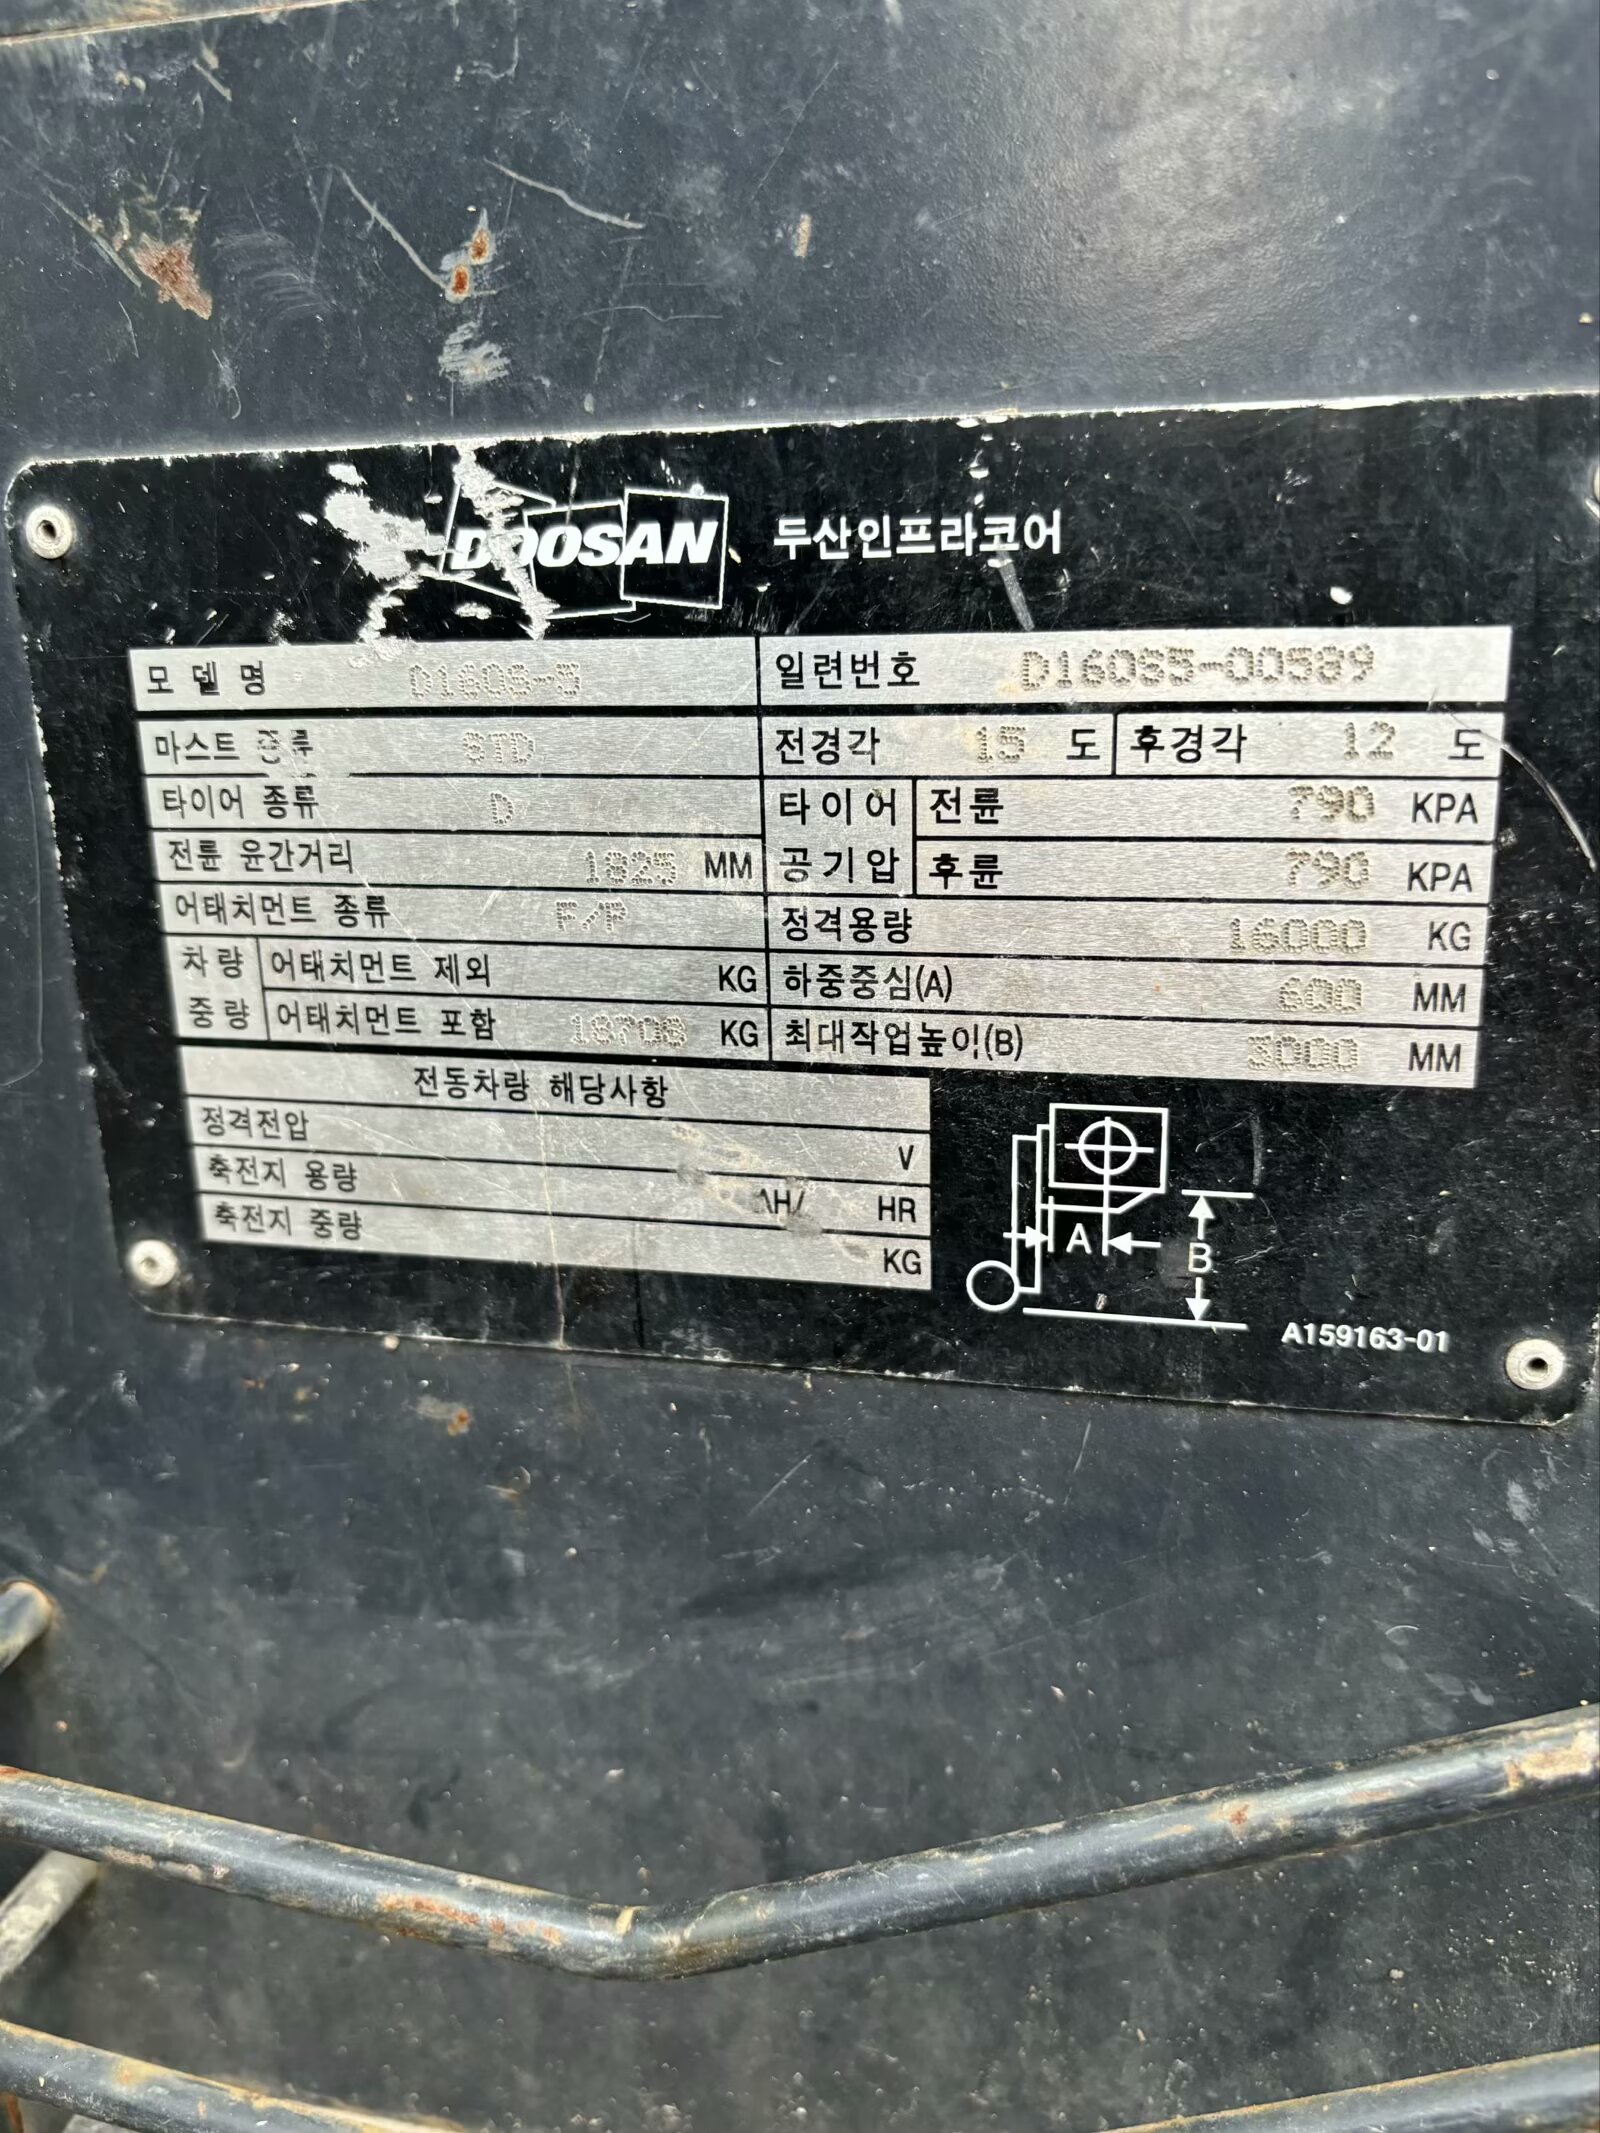 DOOSAN 두산인프라코어
모델명 D160S-5 일련번호 D160S5-00589
마스트 종류 STD 전경각 15 도 후경각 12 도
타이어 종류 D 타이어 공기압 전륜 790 KPA
전륜 윤간거리 1825 MM 후륜 790 KPA
어태치먼트 종류 F/P 정격용량 16000 KG
차량 중량 어태치먼트 제외 KG 하중중심(A) 600 MM
어태치먼트 포함 18708 KG 최대작업높이(B) 3000 MM
전동차량 해당사항
정격전압 V
축전지 용량 AH/ HR
축전지 중량 KG
A B
A159163-01